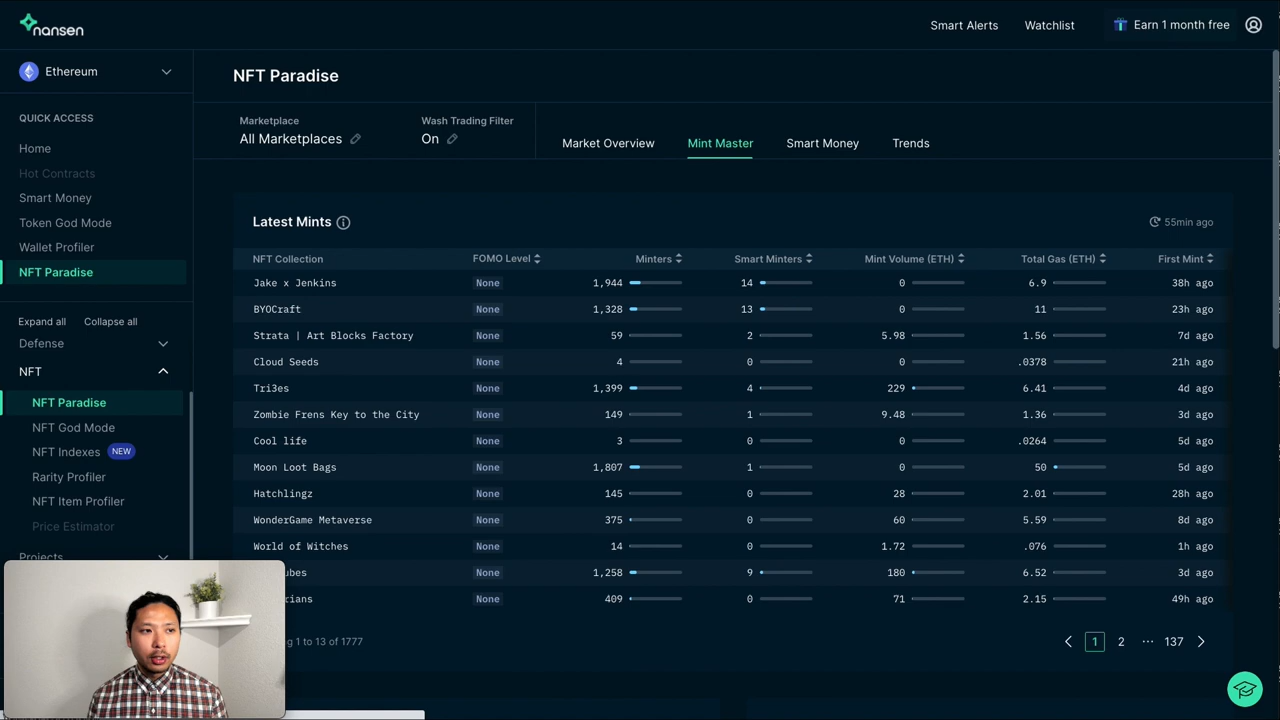 nansen
Smart Alerts
Watchlist
Earn 1 month free
Ethereum
QUICK ACCESS
Home
Hot Contracts
Smart Money
Token God Mode
Wallet Profiler
NFT Paradise
Expand all Collapse all
Defense
NFT
NFT Paradise
NFT God Mode
NFT Indexes NEW
Rarity Profiler
NFT Item Profiler
Price Estimator
Projects
NFT Paradise
Marketplace
All Marketplaces
Wash Trading Filter
On
Market Overview Mint Master Smart Money Trends
Latest Mints
55min ago
NFT Collection FOMO Level Minters Smart Minters Mint Volume (ETH) Total Gas (ETH) First Mint
Jake x Jenkins None 1,944 14 0 6.9 38h ago
BYOCraft None 1,328 13 0 11 23h ago
Strata | Art Blocks Factory None 59 2 5.98 1.56 7d ago
Cloud Seeds None 4 0 0 .0378 21h ago
Tri3es None 1,399 4 229 6.41 4d ago
Zombie Frens Key to the City None 149 1 9.48 1.36 3d ago
Cool life None 3 0 0 .0264 5d ago
Moon Loot Bags None 1,807 1 0 50 5d ago
Hatchlingz None 145 0 28 2.01 28h ago
WonderGame Metaverse None 375 0 60 5.59 8d ago
World of Witches None 14 0 1.72 .076 1h ago
ubes None 1,258 9 180 6.52 3d ago
rians None 409 0 71 2.15 49h ago
g 1 to 13 of 1777
1 2 ... 137